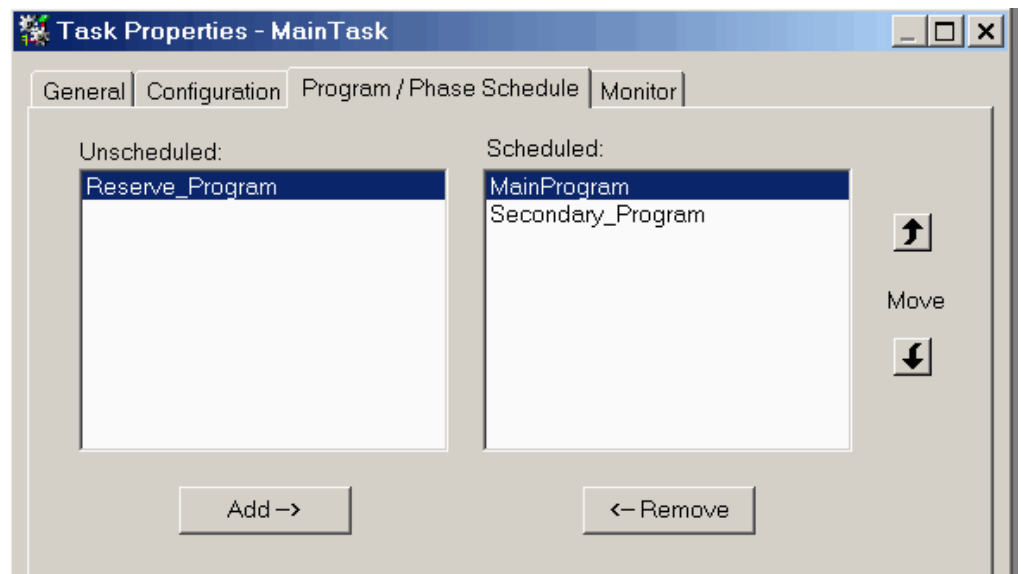 Task Properties - MainTask
General Configuration Program / Phase Schedule Monitor
Unscheduled:
Reserve_Program
Scheduled:
MainProgram
Secondary_Program
Move
Add -->
<-- Remove